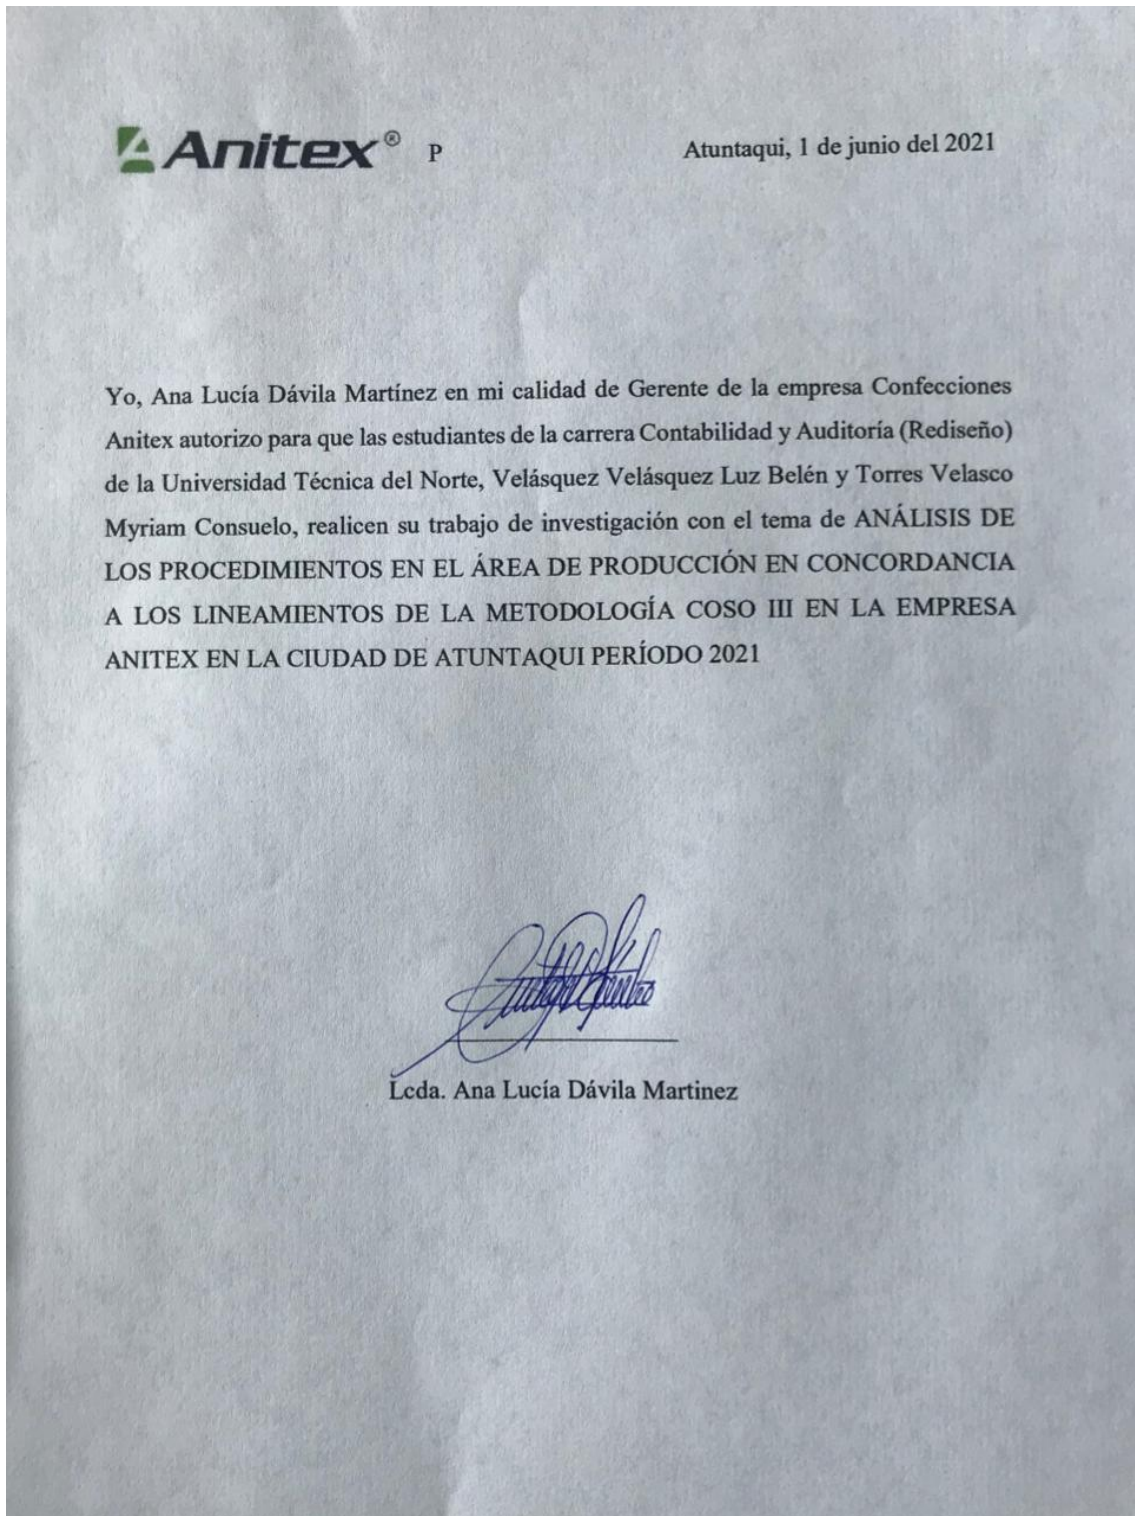 Anitex® P Atuntaqui, 1 de junio del 2021
Yo, Ana Lucía Dávila Martínez en mi calidad de Gerente de la empresa Confecciones
Anitex autorizo para que las estudiantes de la carrera Contabilidad y Auditoría (Rediseño)
de la Universidad Técnica del Norte, Velásquez Velásquez Luz Belén y Torres Velasco
Myriam Consuelo, realicen su trabajo de investigación con el tema de ANÁLISIS DE
LOS PROCEDIMIENTOS EN EL ÁREA DE PRODUCCIÓN EN CONCORDANCIA
A LOS LINEAMIENTOS DE LA METODOLOGÍA COSO III EN LA EMPRESA
ANITEX EN LA CIUDAD DE ATUNTAQUI PERÍODO 2021
Lcda. Ana Lucía Dávila Martinez